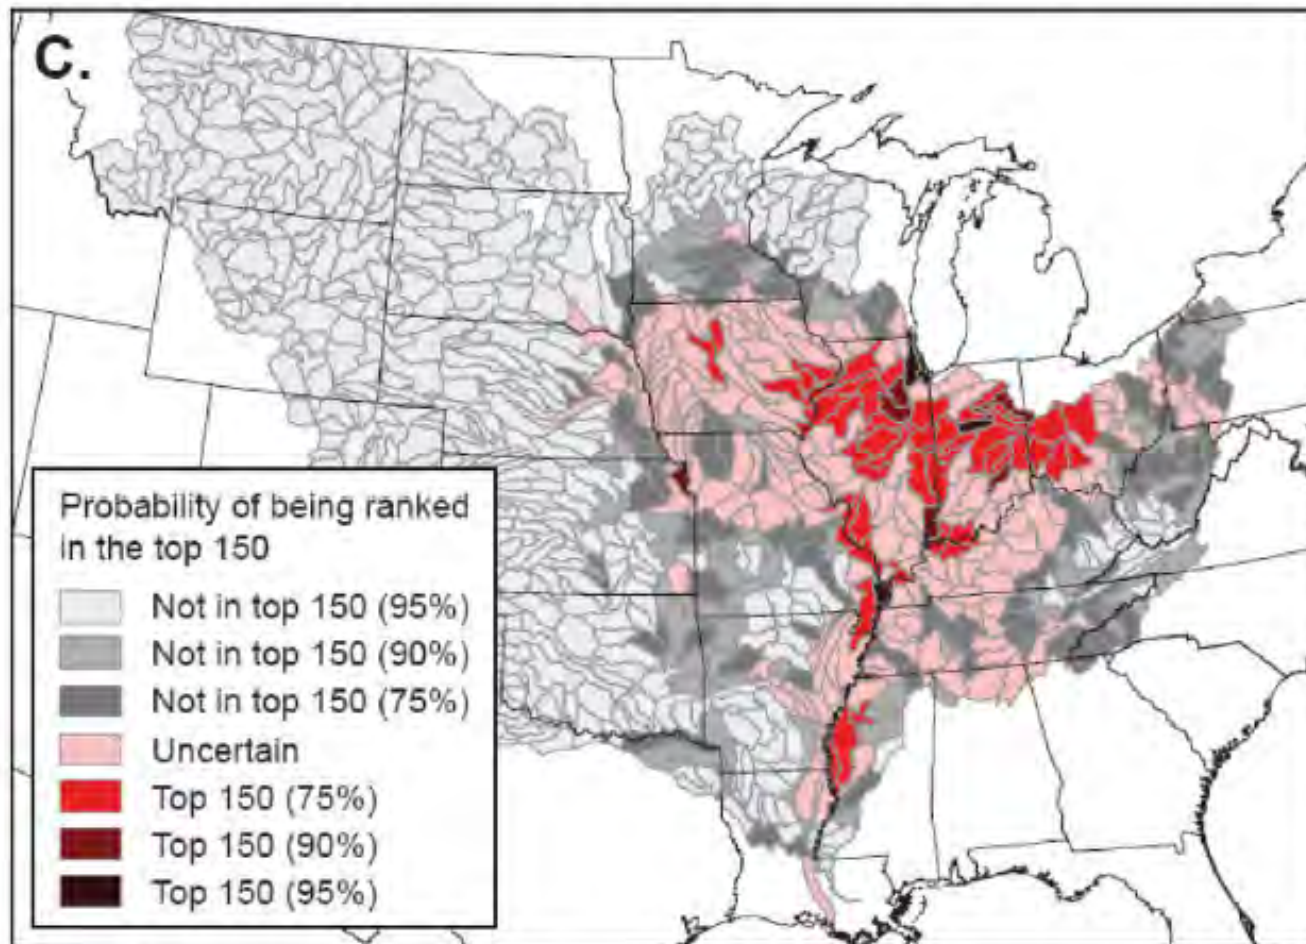 C.
Probability of being ranked
in the top 150
Not in top 150 (95%)
Not in top 150 (90%)
Not in top 150 (75%)
Uncertain
Top 150 (75%)
Top 150 (90%)
Top 150 (95%)